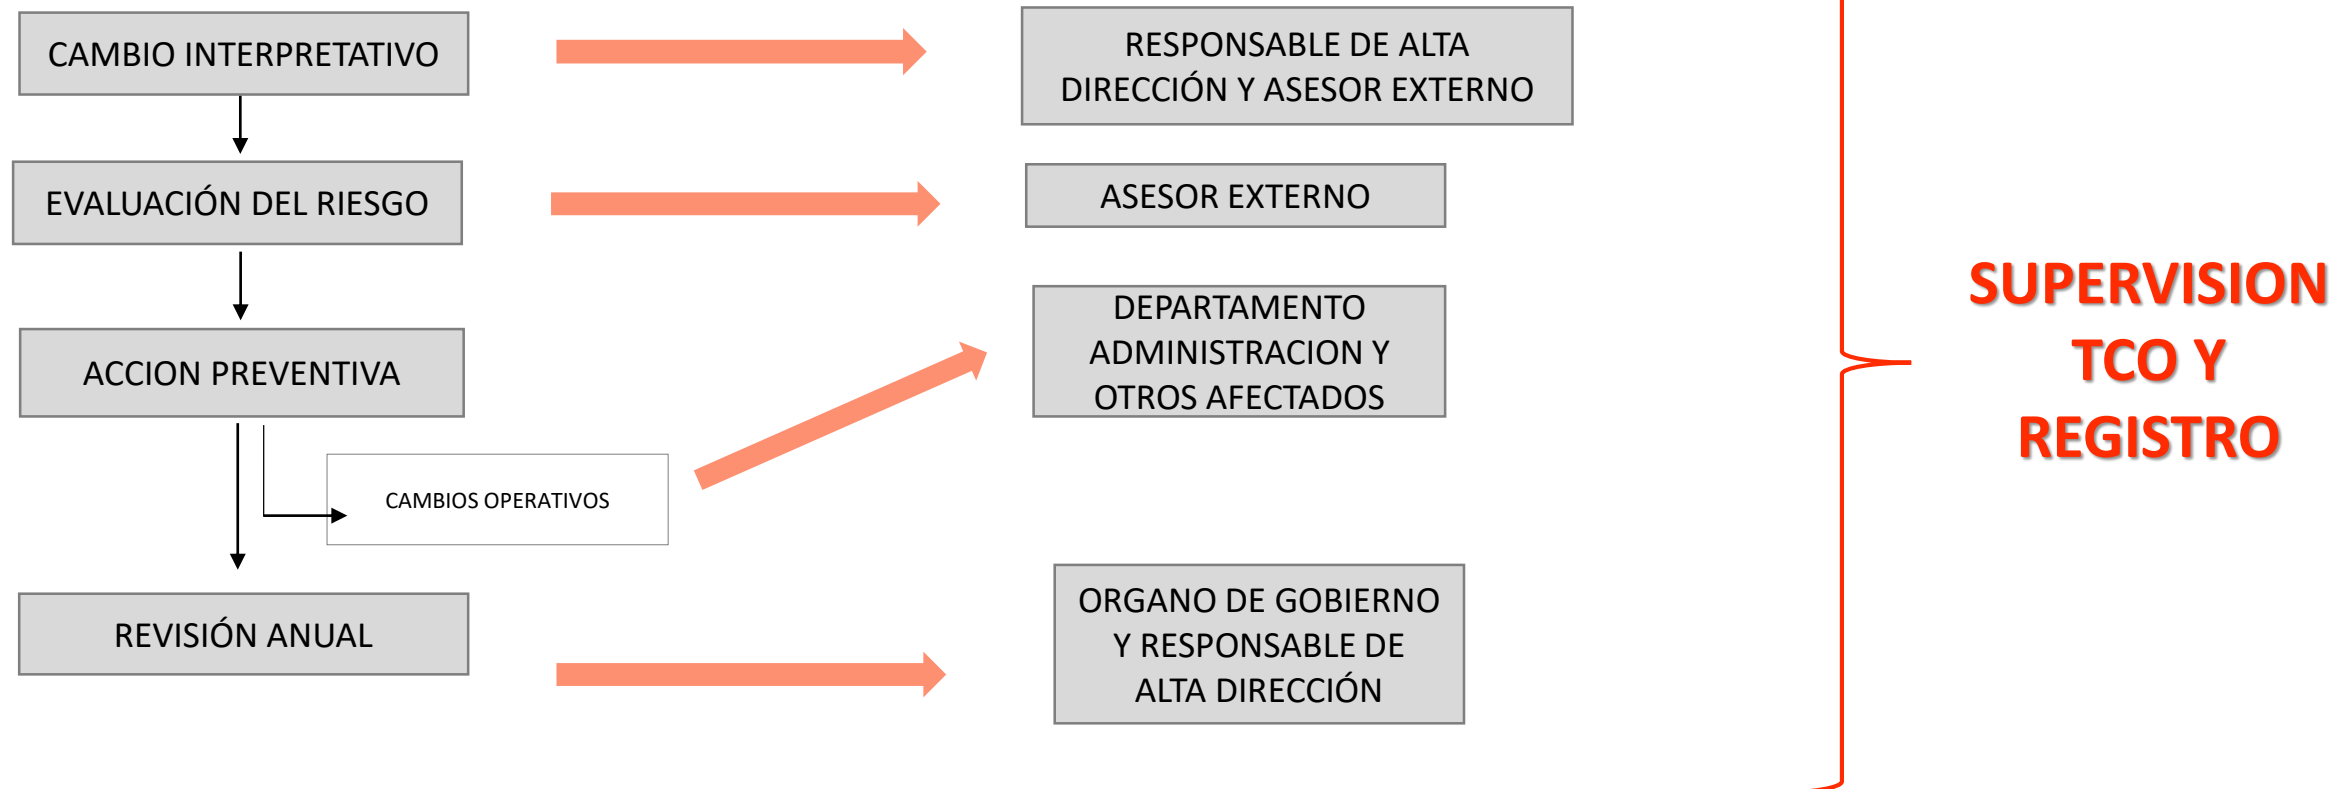 CAMBIO INTERPRETATIVO
RESPONSABLE DE ALTA
DIRECCIÓN Y ASESOR EXTERNO
EVALUACIÓN DEL RIESGO
ASESOR EXTERNO
ACCION PREVENTIVA
DEPARTAMENTO
ADMINISTRACION Y
OTROS AFECTADOS
CAMBIOS OPERATIVOS
REVISIÓN ANUAL
ORGANO DE GOBIERNO
Y RESPONSABLE DE
ALTA DIRECCIÓN
SUPERVISION
TCO Y
REGISTRO